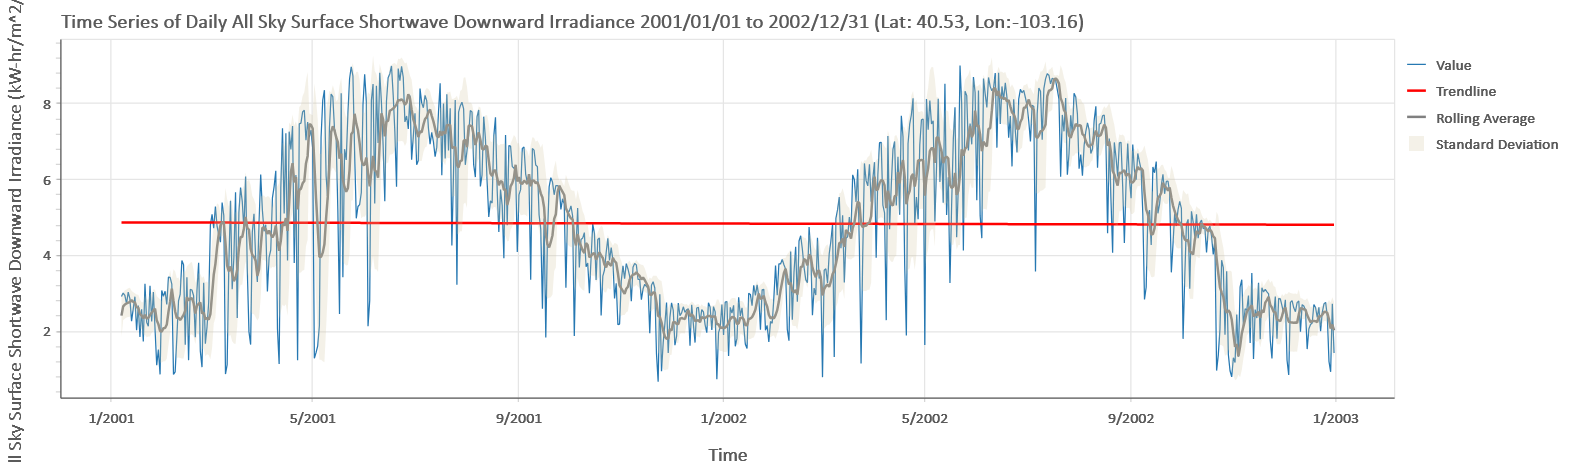 Time Series of Daily All Sky Surface Shortwave Downward Irradiance 2001/01/01 to 2002/12/31 (Lat: 40.53, Lon:-103.16)
ll Sky Surface Shortwave Downward Irradiance (kW-hr/m^2/
8
6
4
2
1/2001
5/2001
9/2001
1/2002
5/2002
9/2002
1/2003
Time
Value
Trendline
Rolling Average
Standard Deviation